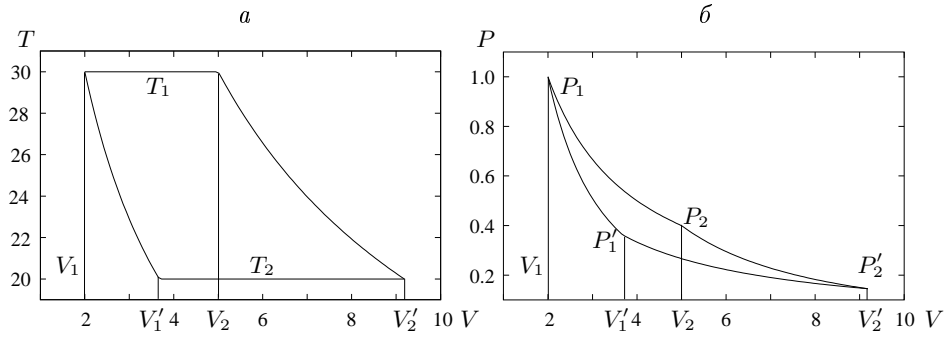 а б
T P
30 1.0
T₁ P₁
28 0.8
26
24 0.6
22 0.4 P₂
P₁′
V₁ 20 T₂ V₁ 0.2 P₂′
2 V₁′ 4 V₂ 6 8 V₂′ 10 V 2 V₁′ 4 V₂ 6 8 V₂′ 10 V